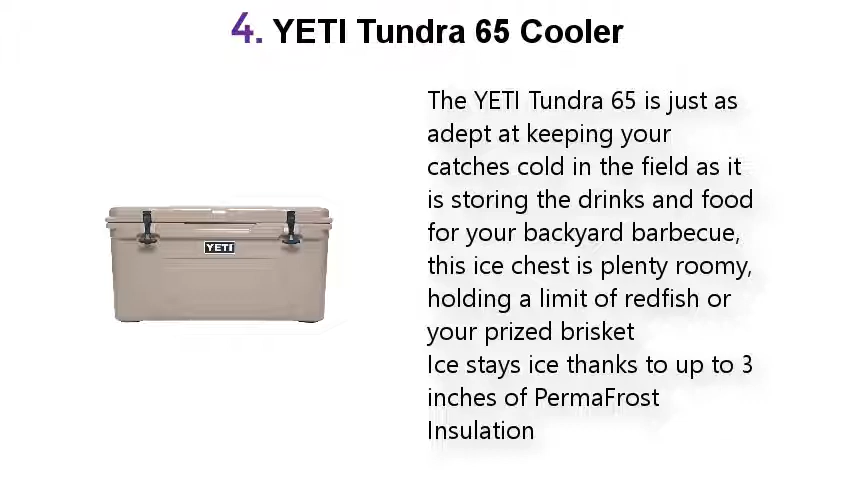 4. YETI Tundra 65 Cooler
The YETI Tundra 65 is just as
adept at keeping your
catches cold in the field as it
is storing the drinks and food
for your backyard barbecue,
this ice chest is plenty roomy,
holding a limit of redfish or
your prized brisket
Ice stays ice thanks to up to 3
inches of PermaFrost
Insulation
YETI